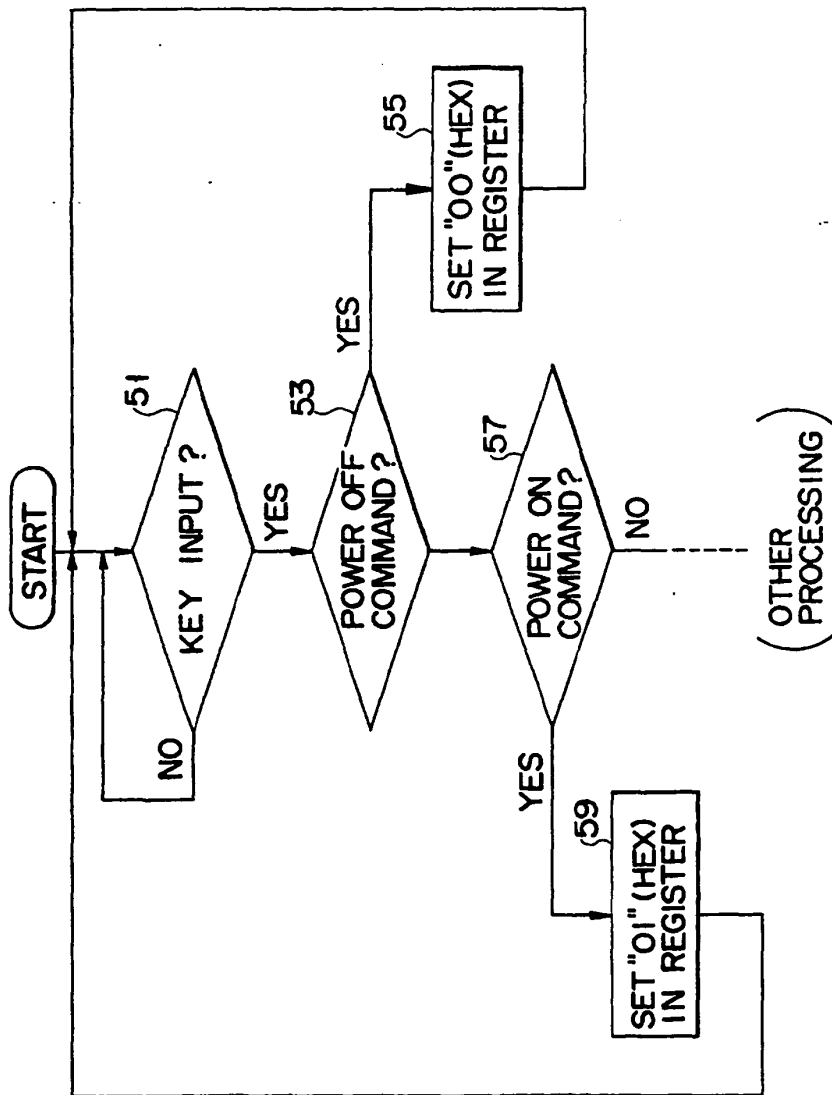 START
KEY INPUT?
51
NO
YES
POWER OFF
COMMAND?
53
YES
SET "00" (HEX)
IN REGISTER
55
POWER ON
COMMAND?
57
YES
NO
SET "01" (HEX)
IN REGISTER
59
(OTHER
PROCESSING)